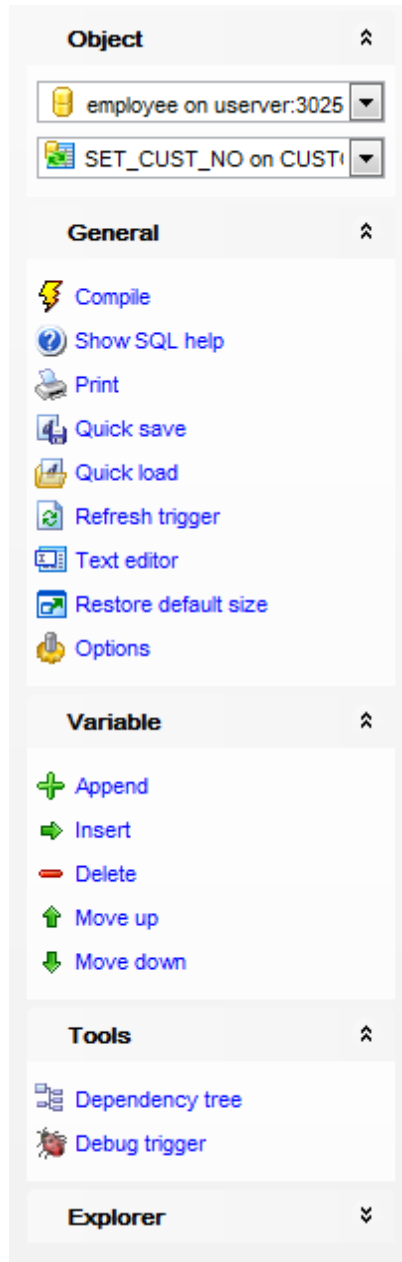 Object
employee on userver:3025
SET_CUST_NO on CUST
General
Compile
Show SQL help
Print
Quick save
Quick load
Refresh trigger
Text editor
Restore default size
Options
Variable
Append
Insert
Delete
Move up
Move down
Tools
Dependency tree
Debug trigger
Explorer